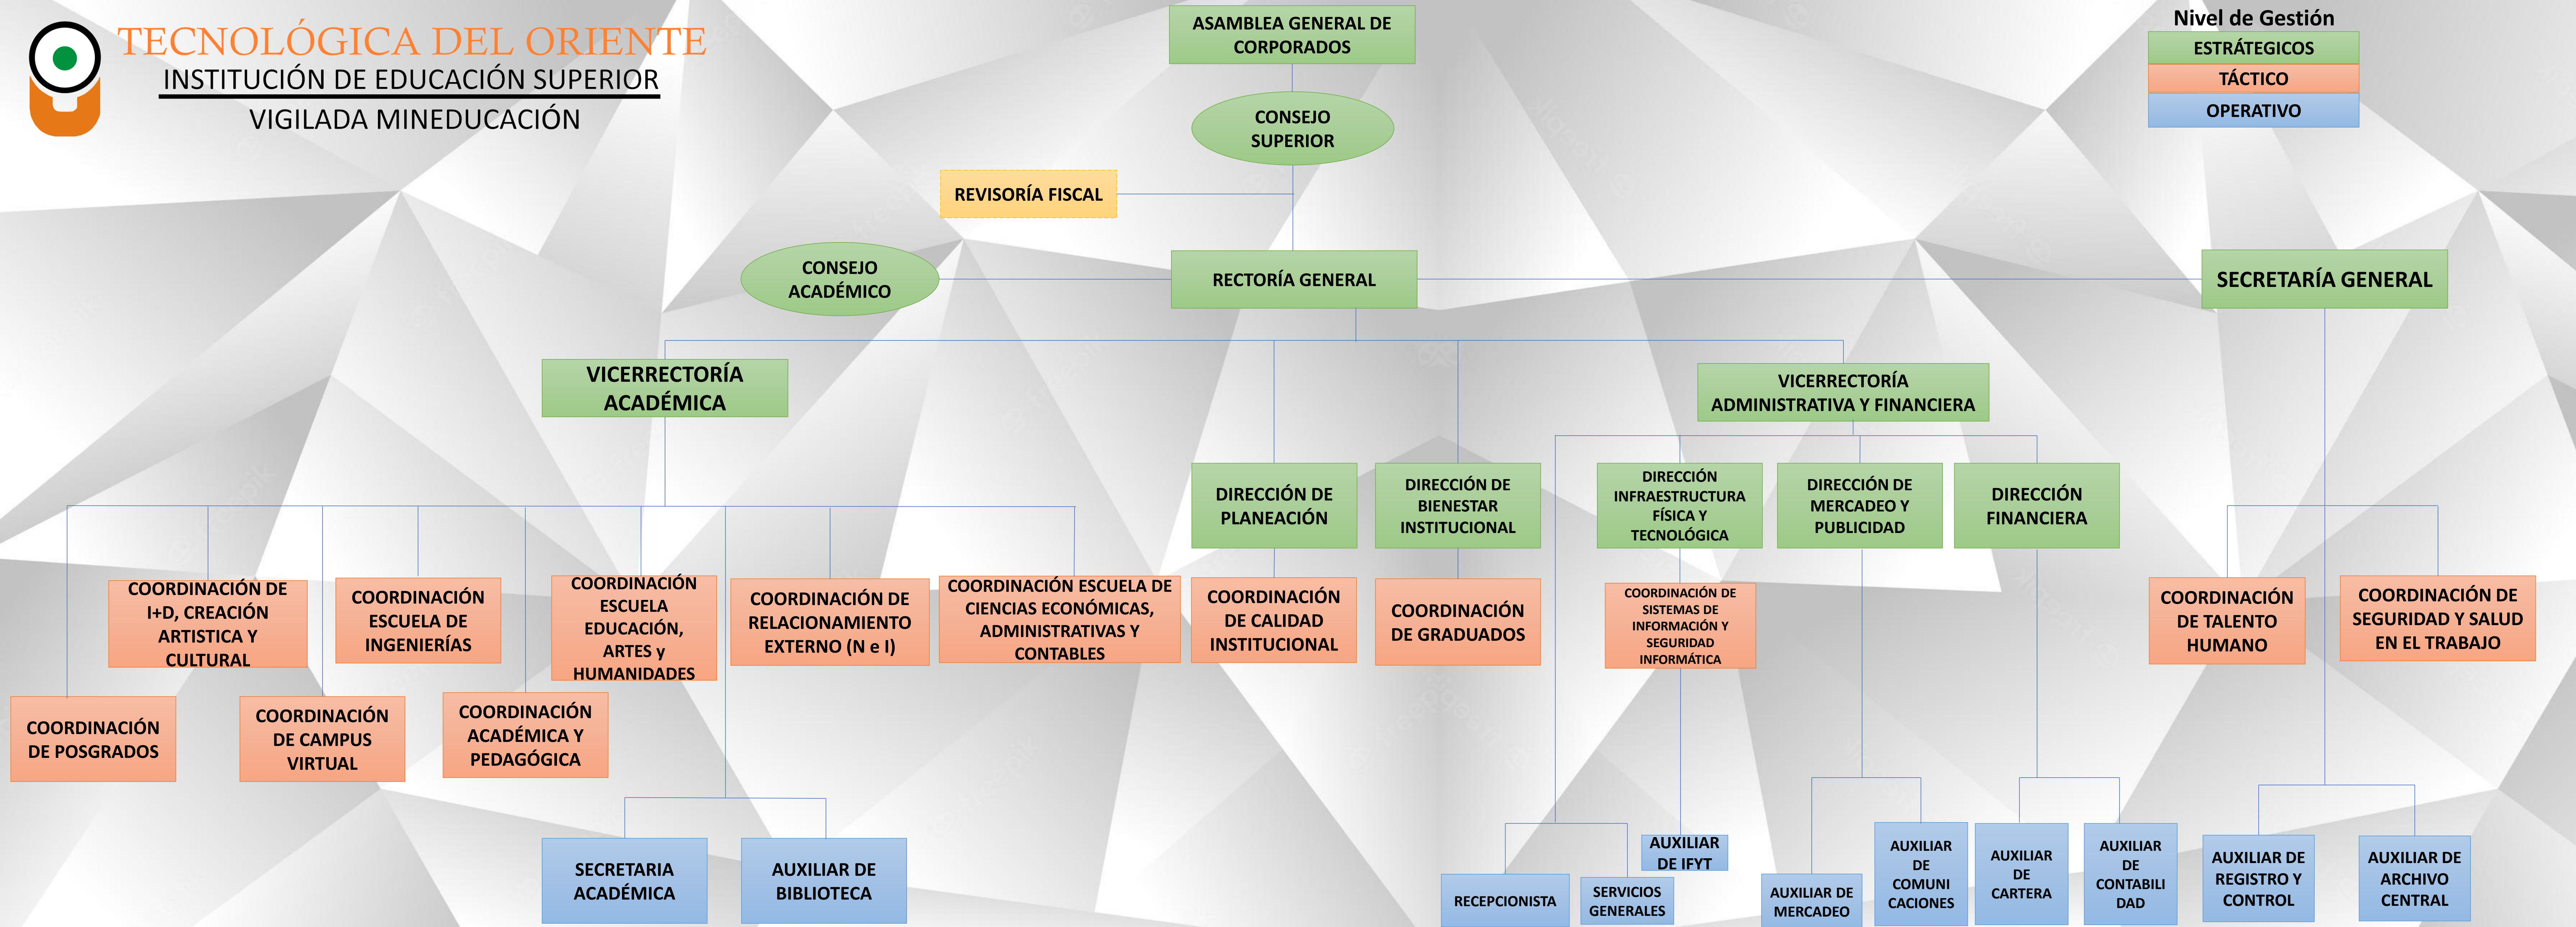 TECNOLÓGICA DEL ORIENTE
INSTITUCIÓN DE EDUCACIÓN SUPERIOR
VIGILADA MINEDUCACIÓN
Nivel de Gestión
ESTRÁTEGICOS
TÁCTICO
OPERATIVO
ASAMBLEA GENERAL DE
CORPORADOS
CONSEJO
SUPERIOR
REVISORÍA FISCAL
CONSEJO
ACADÉMICO
RECTORÍA GENERAL
SECRETARÍA GENERAL
VICERRECTORÍA
ACADÉMICA
VICERRECTORÍA
ADMINISTRATIVA Y FINANCIERA
DIRECCIÓN DE
PLANEACIÓN
DIRECCIÓN DE
BIENESTAR
INSTITUCIONAL
DIRECCIÓN
INFRAESTRUCTURA
FÍSICA Y
TECNOLÓGICA
DIRECCIÓN DE
MERCADEO Y
PUBLICIDAD
DIRECCIÓN
FINANCIERA
COORDINACIÓN DE
I+D, CREACIÓN
ARTISTICA Y
CULTURAL
COORDINACIÓN
ESCUELA DE
INGENIERÍAS
COORDINACIÓN
ESCUELA
EDUCACIÓN,
ARTES y
HUMANIDADES
COORDINACIÓN DE
RELACIONAMIENTO
EXTERNO (N e I)
COORDINACIÓN ESCUELA DE
CIENCIAS ECONÓMICAS,
ADMINISTRATIVAS Y
CONTABLES
COORDINACIÓN
DE CALIDAD
INSTITUCIONAL
COORDINACIÓN
DE GRADUADOS
COORDINACIÓN DE
SISTEMAS DE
INFORMACIÓN Y
SEGURIDAD
INFORMÁTICA
COORDINACIÓN
DE TALENTO
HUMANO
COORDINACIÓN DE
SEGURIDAD Y SALUD
EN EL TRABAJO
COORDINACIÓN
DE POSGRADOS
COORDINACIÓN
DE CAMPUS
VIRTUAL
COORDINACIÓN
ACADÉMICA Y
PEDAGÓGICA
SECRETARIA
ACADÉMICA
AUXILIAR DE
BIBLIOTECA
RECEPCIONISTA
SERVICIOS
GENERALES
AUXILIAR
DE IFYT
AUXILIAR DE
MERCADEO
AUXILIAR
DE
COMUNI
CACIONES
AUXILIAR
DE
CARTERA
AUXILIAR
DE
CONTABILI
DAD
AUXILIAR DE
REGISTRO Y
CONTROL
AUXILIAR DE
ARCHIVO
CENTRAL